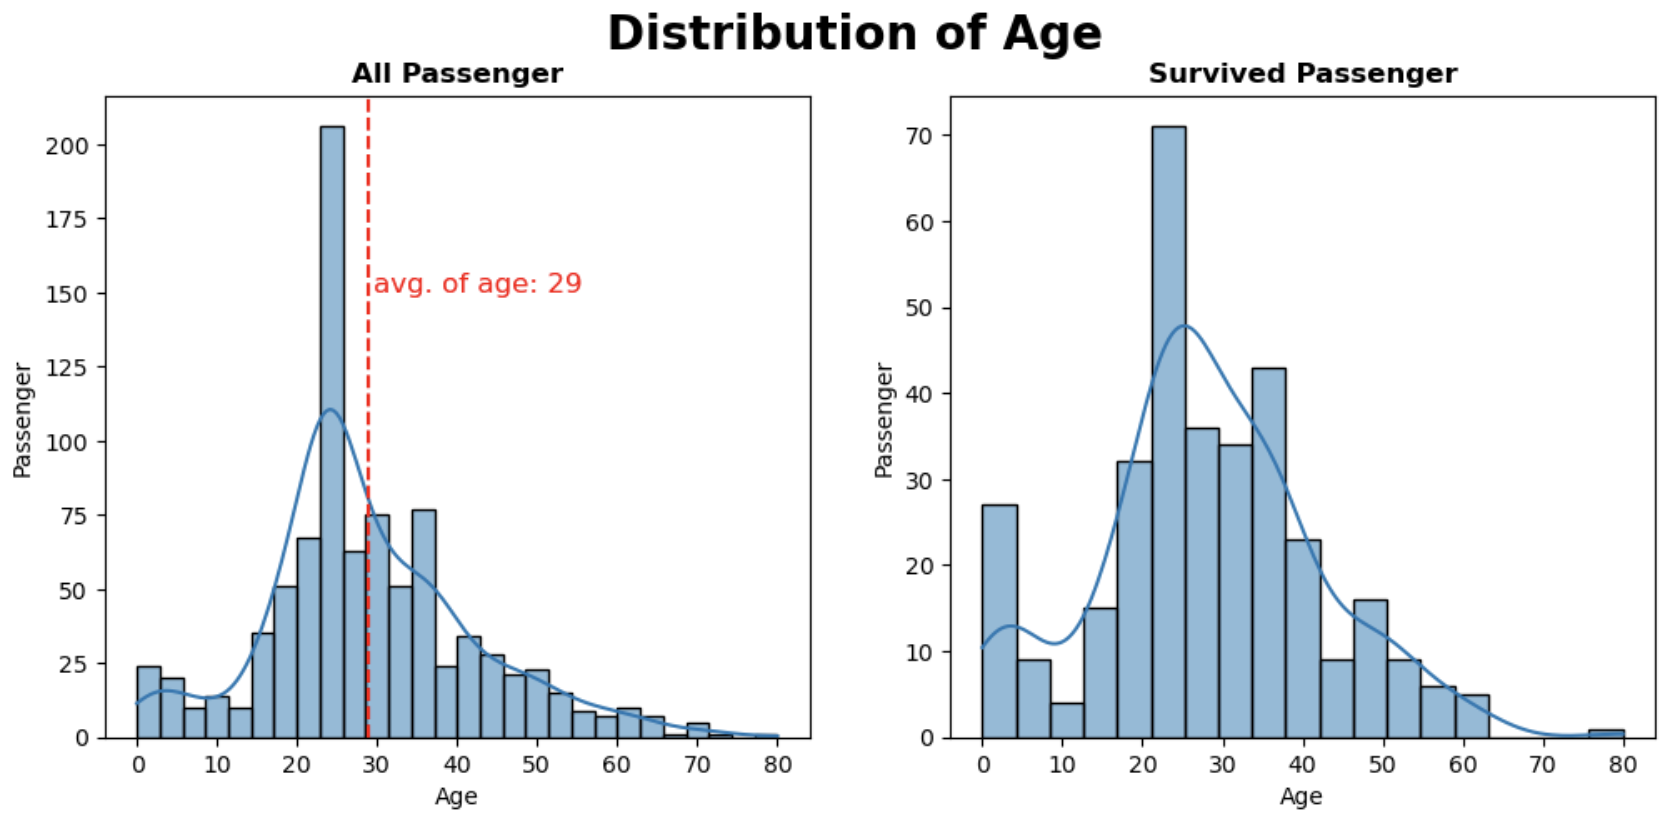 Distribution of Age
All Passenger
Passenger
200
175
150
125
100
75
50
25
0
avg. of age: 29
0 10 20 30 40 50 60 70 80
Age
Survived Passenger
Passenger
70
60
50
40
30
20
10
0
0 10 20 30 40 50 60 70 80
Age